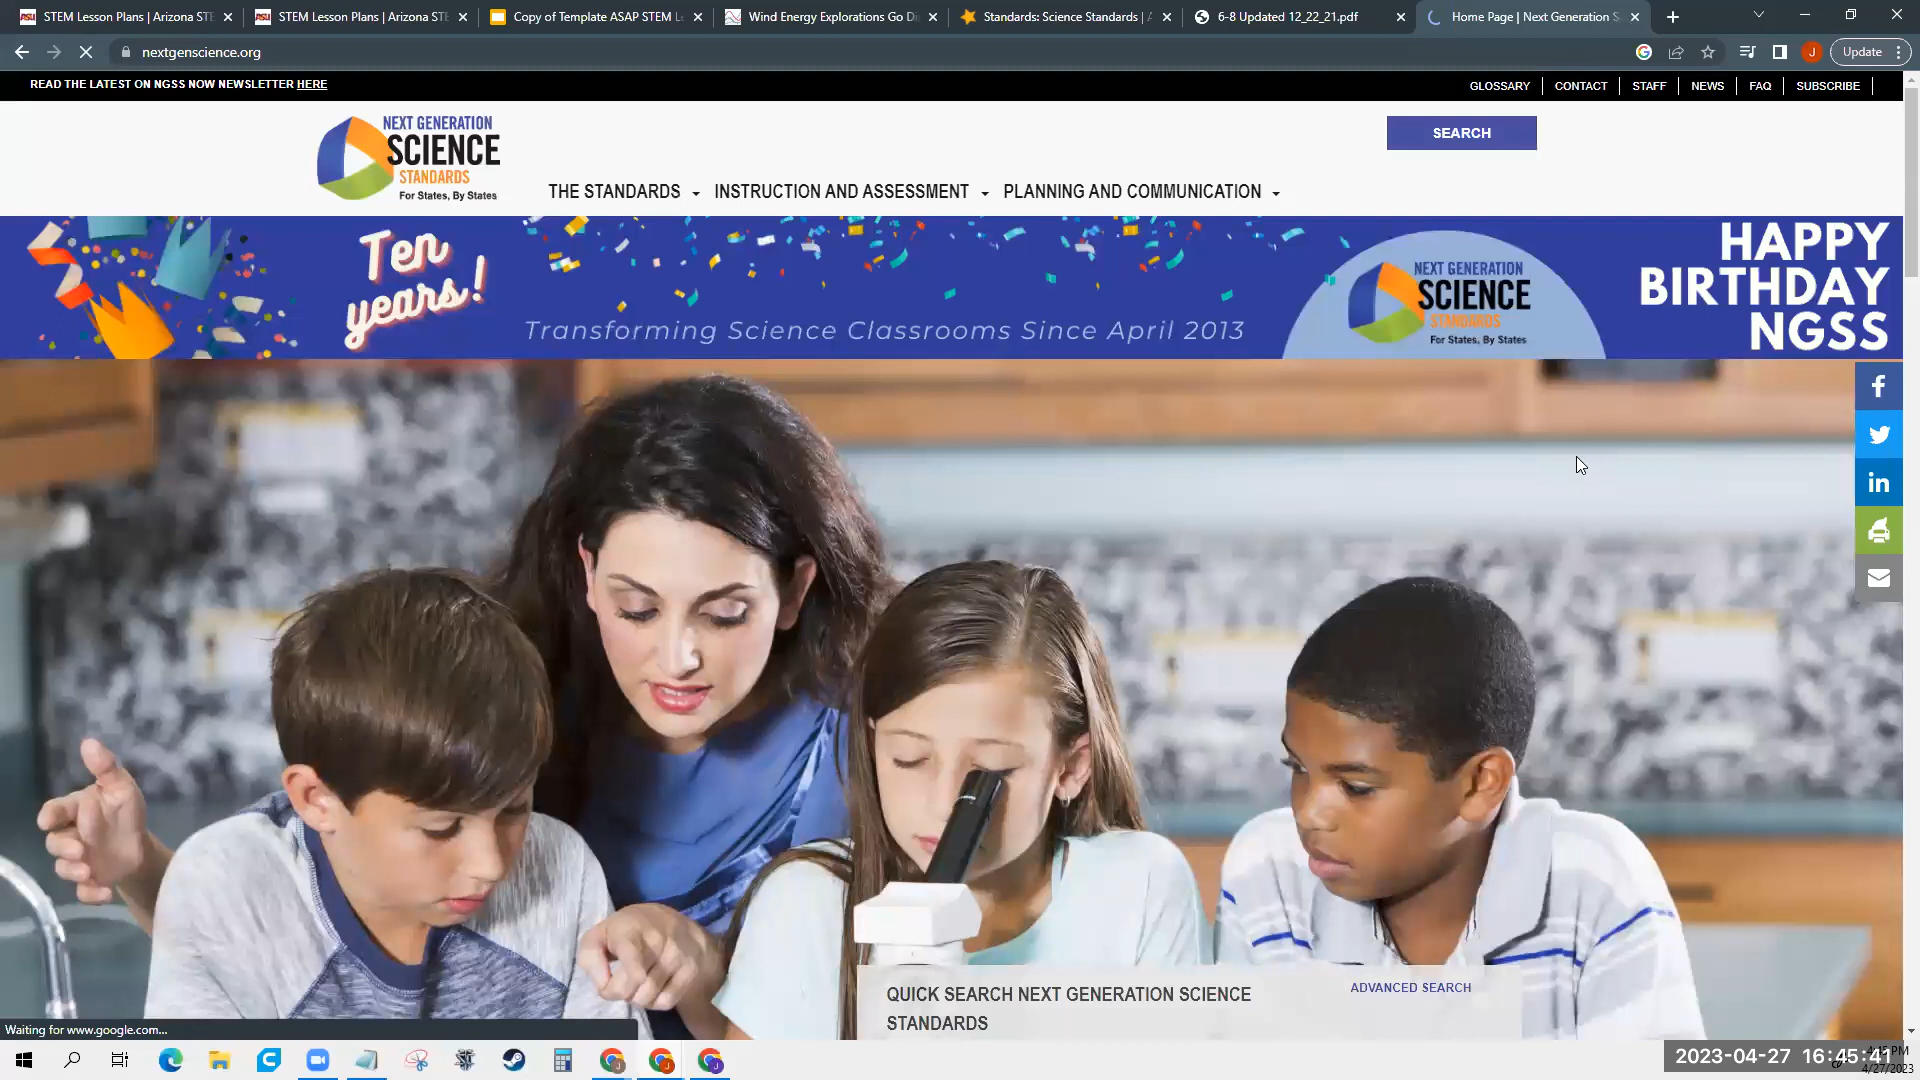 STEM Lesson Plans | Arizona STE
STEM Lesson Plans | Arizona STE
Copy of Template ASAP STEM L
Wind Energy Explorations Go Di
Standards: Science Standards | A
6-8 Updated 12_22_21.pdf
Home Page | Next Generation S
nextgenscience.org
J
Update
READ THE LATEST ON NGSS NOW NEWSLETTER HERE
GLOSSARY
CONTACT
STAFF
NEWS
FAQ
SUBSCRIBE
NEXT GENERATION
SCIENCE
STANDARDS
For States, By States
SEARCH
THE STANDARDS
INSTRUCTION AND ASSESSMENT
PLANNING AND COMMUNICATION
Ten
years!
Transforming Science Classrooms Since April 2013
NEXT GENERATION
SCIENCE
STANDARDS
For States, By States
HAPPY
BIRTHDAY
NGSS
QUICK SEARCH NEXT GENERATION SCIENCE
STANDARDS
ADVANCED SEARCH
Waiting for www.google.com...
2023-04-27 16:45:41
4/27/2023